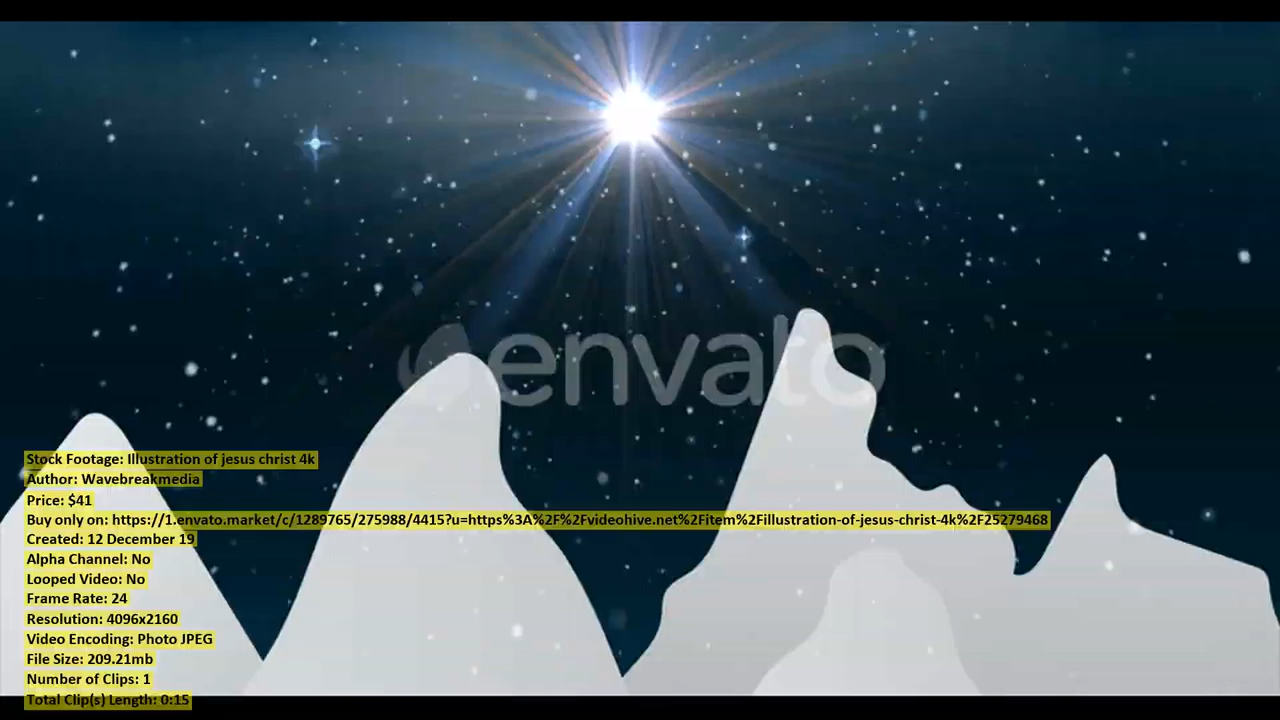 envato
Stock Footage: Illustration of jesus christ 4k
Author: Wavebreakmedia
Price: $41
Buy only on: https://1.envato.market/c/1289765/275988/4415?u=https%3A%2F%2Fvideohive.net%2Fitem%2Fillustration-of-jesus-christ-4k%2F25279468
Created: 12 December 19
Alpha Channel: No
Looped Video: No
Frame Rate: 24
Resolution: 4096x2160
Video Encoding: Photo JPEG
File Size: 209.21mb
Number of Clips: 1
Total Clip(s) Length: 0:15